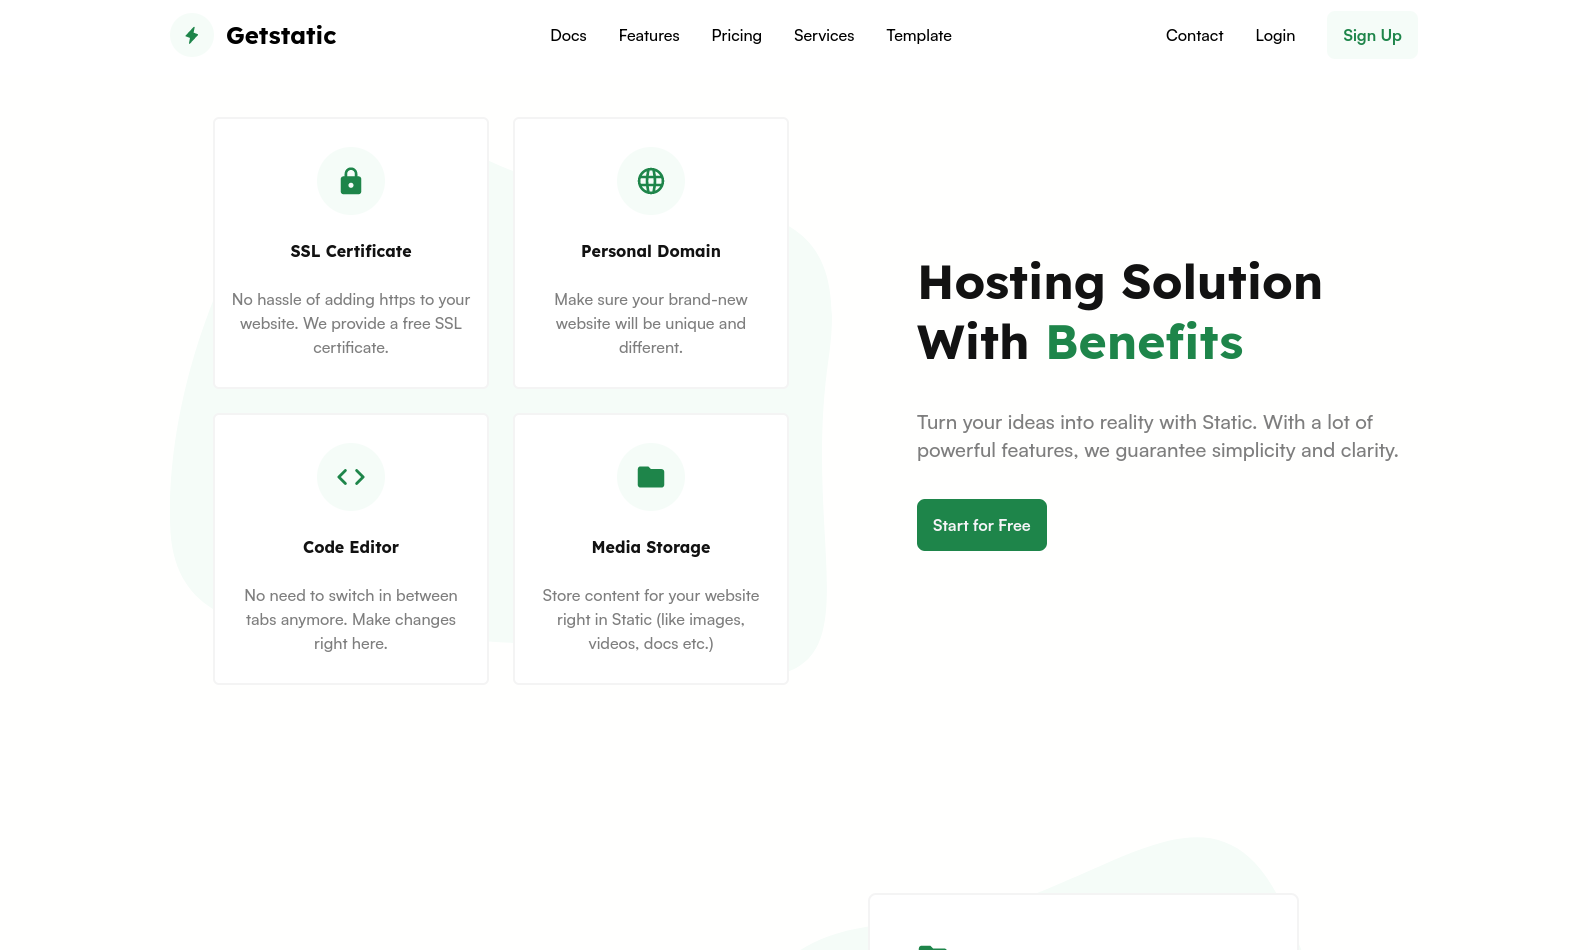 Getstatic
Docs
Features
Pricing
Services
Template
Contact
Login
Sign Up
SSL Certificate
No hassle of adding https to your
website. We provide a free SSL
certificate.
Personal Domain
Make sure your brand-new
website will be unique and
different.
Code Editor
No need to switch in between
tabs anymore. Make changes
right here.
Media Storage
Store content for your website
right in Static (like images,
videos, docs etc.)
Hosting Solution
With Benefits
Turn your ideas into reality with Static. With a lot of
powerful features, we guarantee simplicity and clarity.
Start for Free